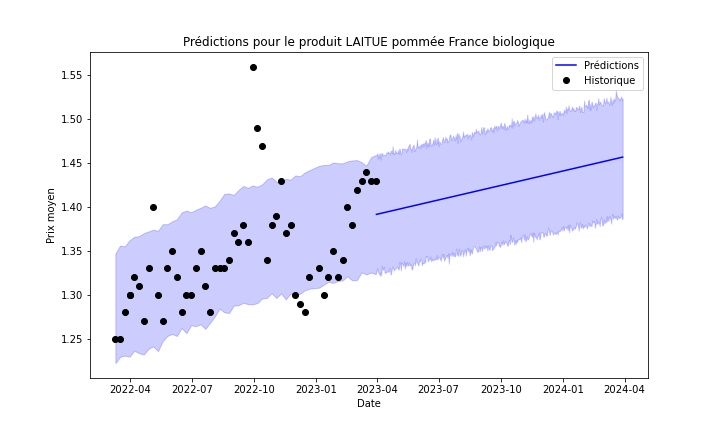 Prédictions pour le produit LAITUE pommée France biologique
Prédictions
Historique
Prix moyen
1.55
1.50
1.45
1.40
1.35
1.30
1.25
2022-04 2022-07 2022-10 2023-01 2023-04 2023-07 2023-10 2024-01 2024-04
Date